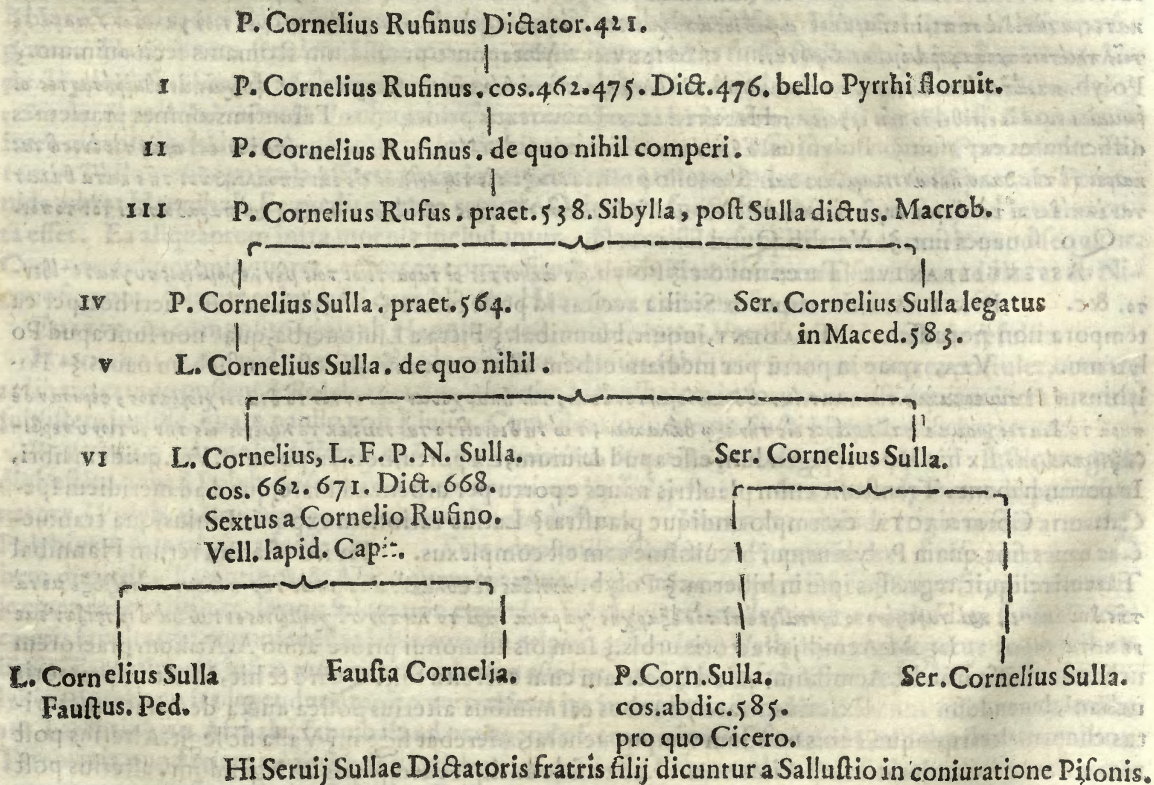 P. Cornelius Rufinus Dictator. 421.
I P. Cornelius Rufinus. cos. 462. 475. Dict. 476. bello Pyrrhi floruit.
II P. Cornelius Rufinus. de quo nihil comperi.
III P. Cornelius Rufus. praet. 538. Sibylla, post Sulla dictus. Macrob.
IV P. Cornelius Sulla. praet. 564.
Ser. Cornelius Sulla legatus
in Maced. 583.
V L. Cornelius Sulla. de quo nihil.
VI L. Cornelius, L. F. P. N. Sulla.
cos. 662. 671. Dict. 668.
Sextus a Cornelio Rufino.
Vell. lapid. Cap.
Ser. Cornelius Sulla.
L. Cornelius Sulla
Faustus. Ped.
Fausta Cornelia.
P. Corn. Sulla.
cos. abdic. 585.
pro quo Cicero.
Ser. Cornelius Sulla.
Hi Seruij Sullae Dictatoris fratris filij dicuntur a Sallustio in coniuratione Pisonis.